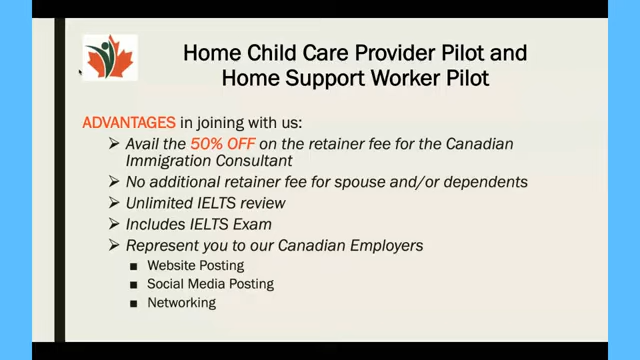 Home Child Care Provider Pilot and
Home Support Worker Pilot
ADVANTAGES in joining with us:
➢ Avail the 50% OFF on the retainer fee for the Canadian
Immigration Consultant
➢ No additional retainer fee for spouse and/or dependents
➢ Unlimited IELTS review
➢ Includes IELTS Exam
➢ Represent you to our Canadian Employers
■ Website Posting
■ Social Media Posting
■ Networking